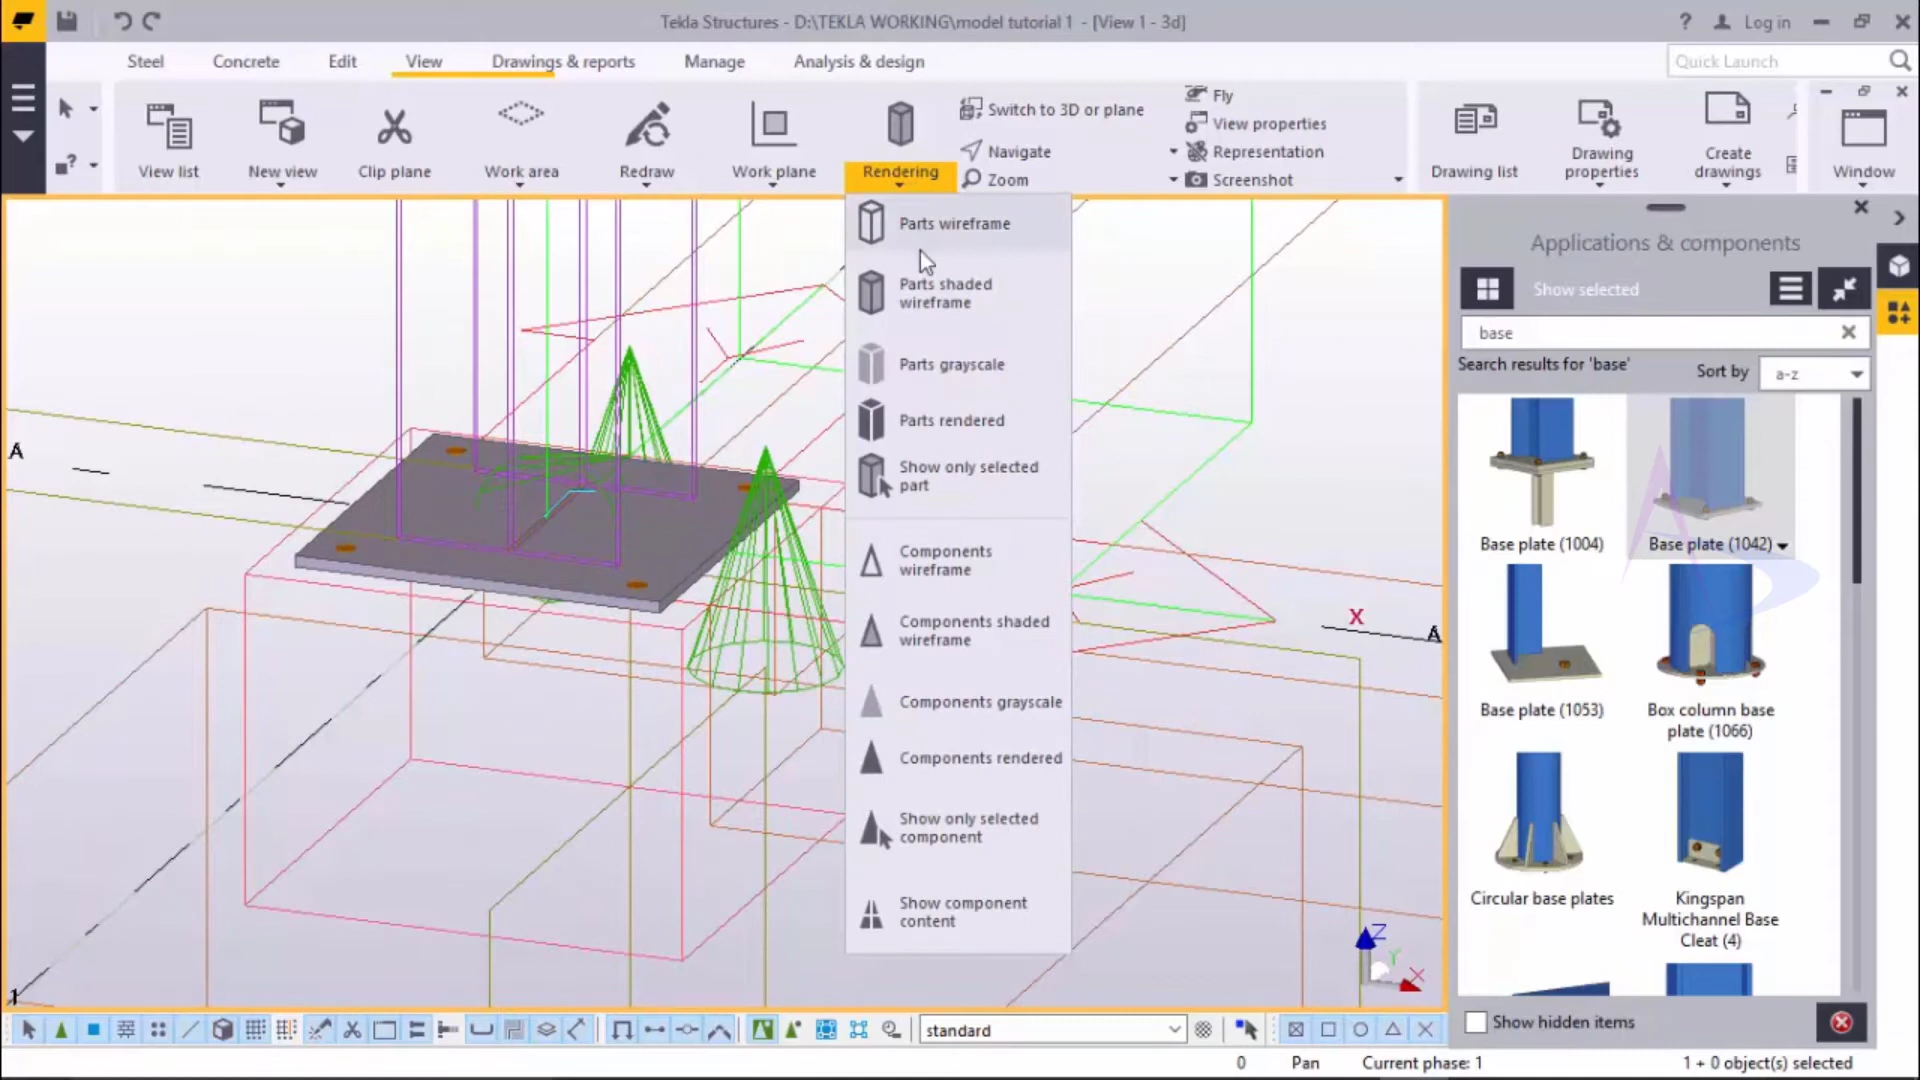 Tekla Structures - D:\TEKLA WORKING\model tutorial 1 - [View 1 - 3d]
? Log in
Steel Concrete Edit View Drawings & reports Manage Analysis & design
Quick Launch
View list
New view
Clip plane
Work area
Redraw
Work plane
Rendering
Switch to 3D or plane
Navigate
Zoom
Fly
View properties
Representation
Screenshot
Drawing list
Drawing
properties
Create
drawings
Window
Parts wireframe
Parts shaded
wireframe
Parts grayscale
Parts rendered
Show only selected
part
Components
wireframe
Components shaded
wireframe
Components grayscale
Components rendered
Show only selected
component
Show component
content
A
X
A
1
Z
Y
X
Applications & components
Show selected
base
Search results for 'base'
Sort by
a-z
Base plate (1004)
Base plate (1042)
Base plate (1053)
Box column base
plate (1066)
Circular base plates
Kingspan
Multichannel Base
Cleat (4)
Show hidden items
standard
0
Pan
Current phase: 1
1 + 0 object(s) selected